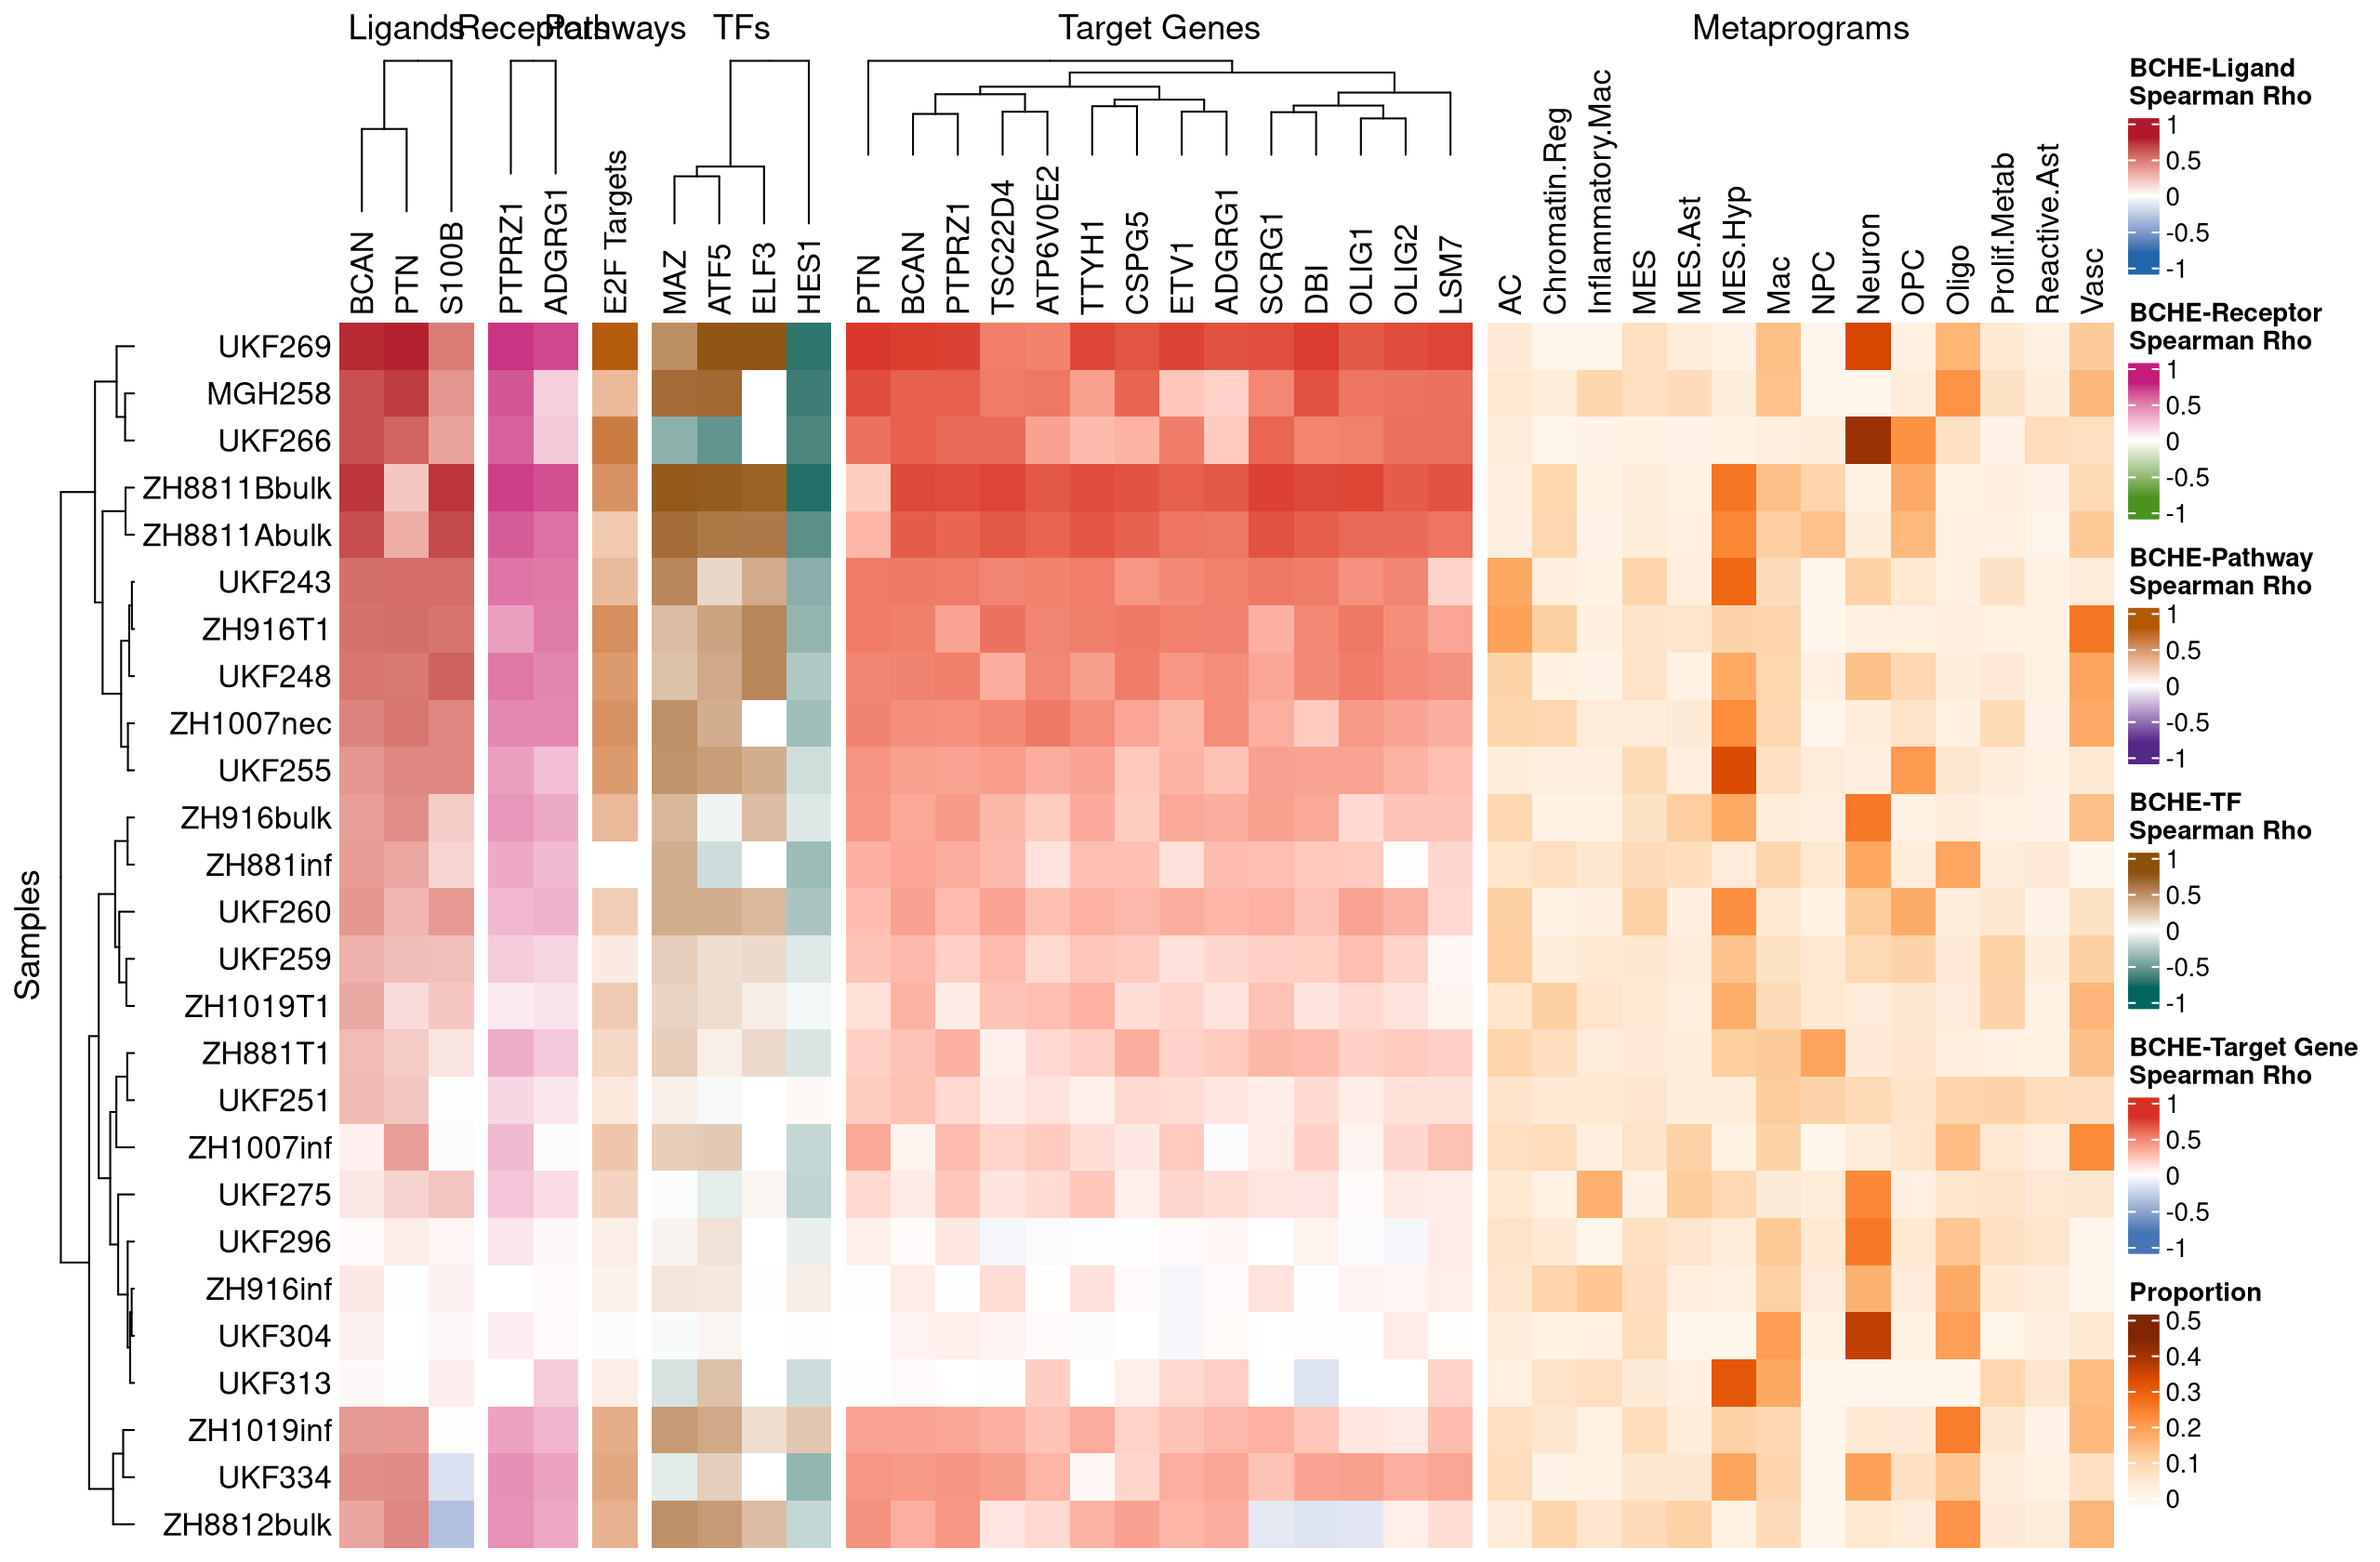 Ligands
Receptors
Pathways
TFs
Target Genes
Metaprograms
BCAN
PTN
S100B
PTPRZ1
ADGRG1
E2F Targets
MAZ
ATF5
ELF3
HES1
PTN
BCAN
PTPRZ1
TSC22D4
ATP6V0E2
TTYH1
CSPG5
ETV1
ADGRG1
SCRG1
DBI
OLIG1
OLIG2
LSM7
AC
Chromatin.Reg
Inflammatory.Mac
MES
MES.Ast
MES.Hyp
Mac
NPC
Neuron
OPC
Oligo
Prolif.Metab
Reactive.Ast
Vasc
Samples
UKF269
MGH258
UKF266
ZH8811Bbulk
ZH8811Abulk
UKF243
ZH916T1
UKF248
ZH1007nec
UKF255
ZH916bulk
ZH881inf
UKF260
UKF259
ZH1019T1
ZH881T1
UKF251
ZH1007inf
UKF275
UKF296
ZH916inf
UKF304
UKF313
ZH1019inf
UKF334
ZH8812bulk
BCHE-Ligand
Spearman Rho
1
0.5
0
-0.5
-1
BCHE-Receptor
Spearman Rho
1
0.5
0
-0.5
-1
BCHE-Pathway
Spearman Rho
1
0.5
0
-0.5
-1
BCHE-TF
Spearman Rho
1
0.5
0
-0.5
-1
BCHE-Target Gene
Spearman Rho
1
0.5
0
-0.5
-1
Proportion
0.5
0.4
0.3
0.2
0.1
0